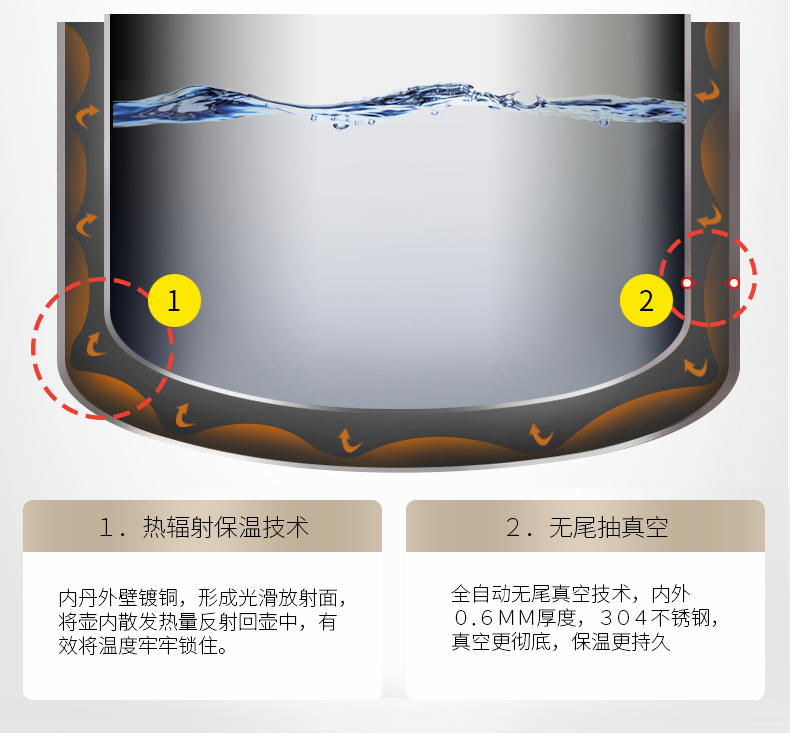 1
2
1. 热辐射保温技术
内丹外壁镀铜，形成光滑放射面，
将壶内散发热量反射回壶中，有
效将温度牢牢锁住。
2. 无尾抽真空
全自动无尾真空技术，内外
0.6MM厚度，304不锈钢，
真空更彻底，保温更持久